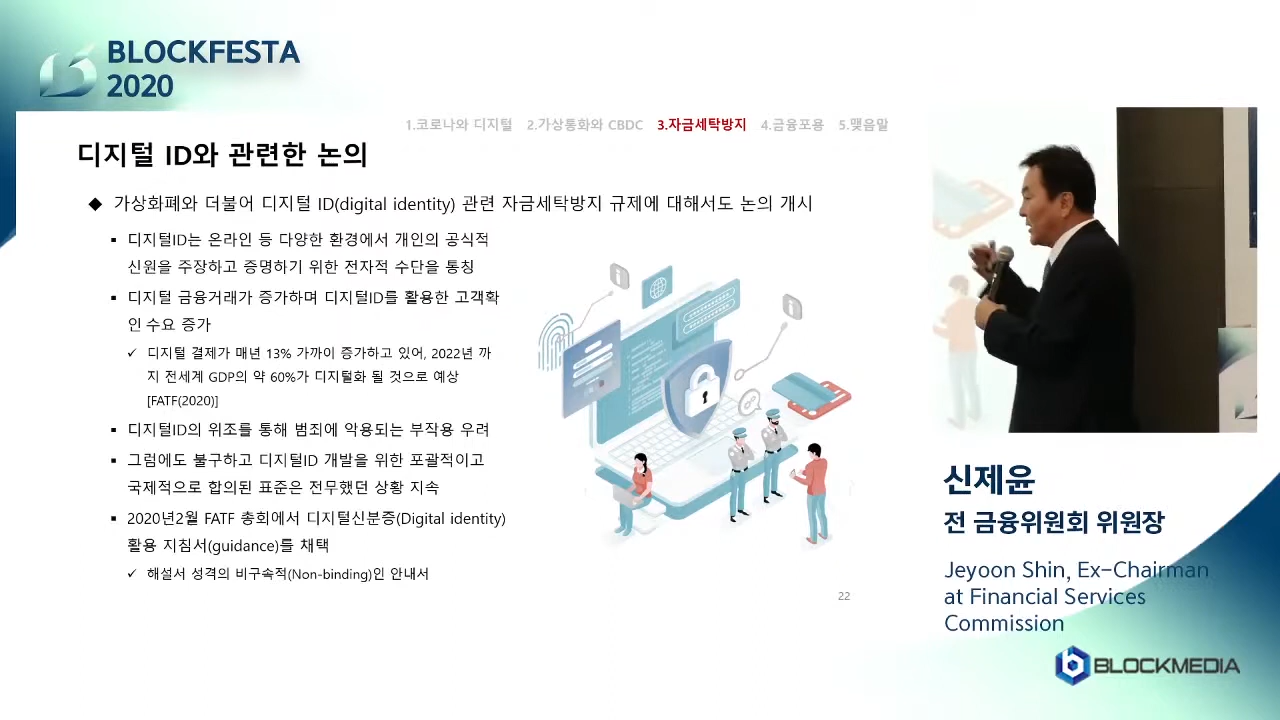 BLOCKFESTA
2020
1.코로나와 디지털 2.가상통화와 CBDC 3.자금세탁방지 4.금융포용 5.맺음말
디지털 ID와 관련한 논의
◆ 가상화폐와 더불어 디지털 ID(digital identity) 관련 자금세탁방지 규제에 대해서도 논의 개시
▪ 디지털ID는 온라인 등 다양한 환경에서 개인의 공식적
신원을 주장하고 증명하기 위한 전자적 수단을 통칭
▪ 디지털 금융거래가 증가하며 디지털ID를 활용한 고객확
인 수요 증가
✓ 디지털 결제가 매년 13% 가까이 증가하고 있어, 2022년 까
지 전세계 GDP의 약 60%가 디지털화 될 것으로 예상
[FATF(2020)]
▪ 디지털ID의 위조를 통해 범죄에 악용되는 부작용 우려
▪ 그럼에도 불구하고 디지털ID 개발을 위한 포괄적이고
국제적으로 합의된 표준은 전무했던 상황 지속
▪ 2020년2월 FATF 총회에서 디지털신분증(Digital identity)
활용 지침서(guidance)를 채택
✓ 해설서 성격의 비구속적(Non-binding)인 안내서
22
신제윤
전 금융위원회 위원장
Jeyoon Shin, Ex-Chairman
at Financial Services
Commission
BLOCKMEDIA